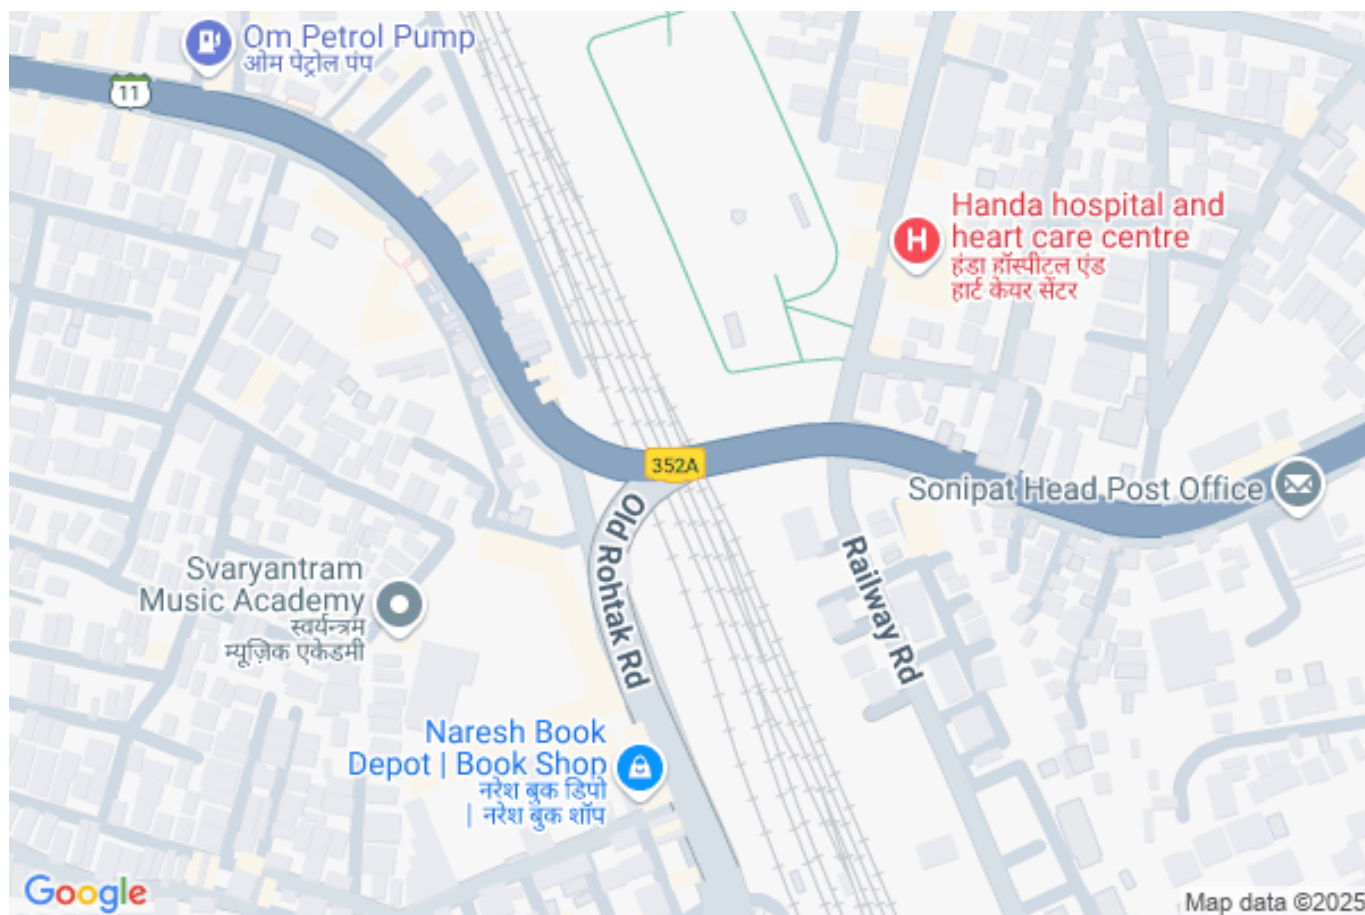 Om Petrol Pump
ओम पेट्रोल पंप
11
Handa hospital and
heart care centre
हंडा हॉस्पीटल एंड
हार्ट केयर सेंटर
352A
Sonipat Head Post Office
Old Rohtak Rd
Railway Rd
Svaryantram
Music Academy
स्वर्यन्त्रम
म्यूज़िक एकेडमी
Naresh Book
Depot | Book Shop
नरेश बुक डिपो
| नरेश बुक शॉप
Google
Map data ©2025